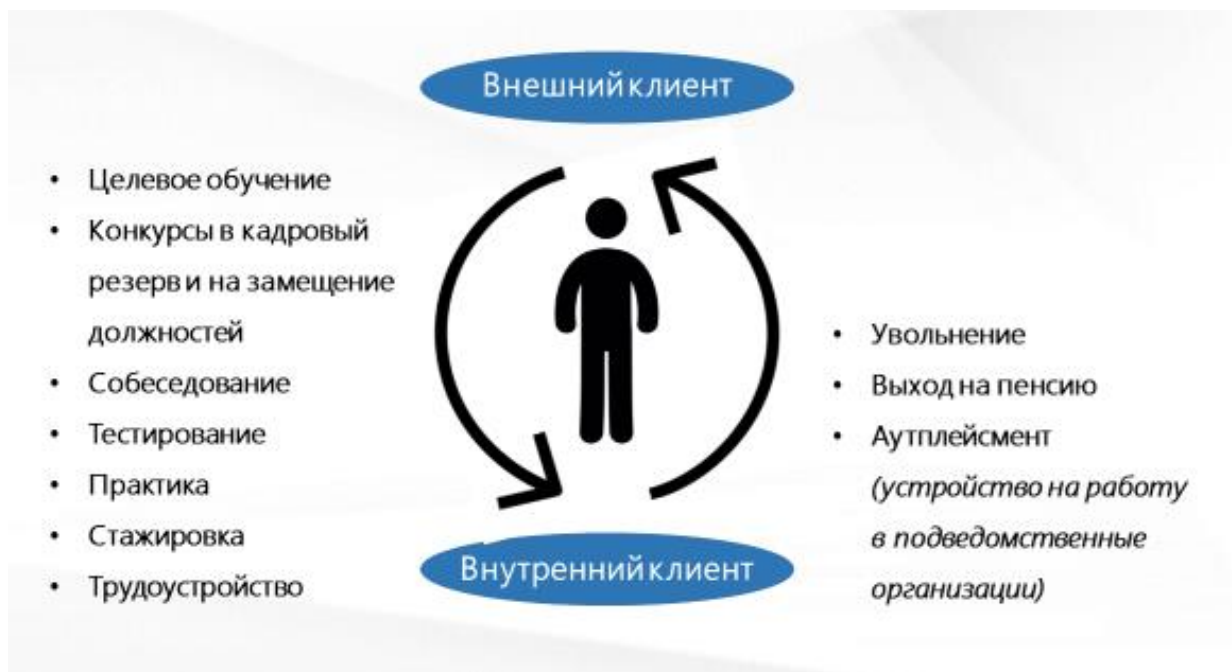 Внешний клиент
• Целевое обучение
• Конкурсы в кадровый
резерв и на замещение
должностей
• Собеседование
• Тестирование
• Практика
• Стажировка
• Трудоустройство
• Увольнение
• Выход на пенсию
• Аутплейсмент
(устройство на работу
в подведомственные
организации)
Внутренний клиент